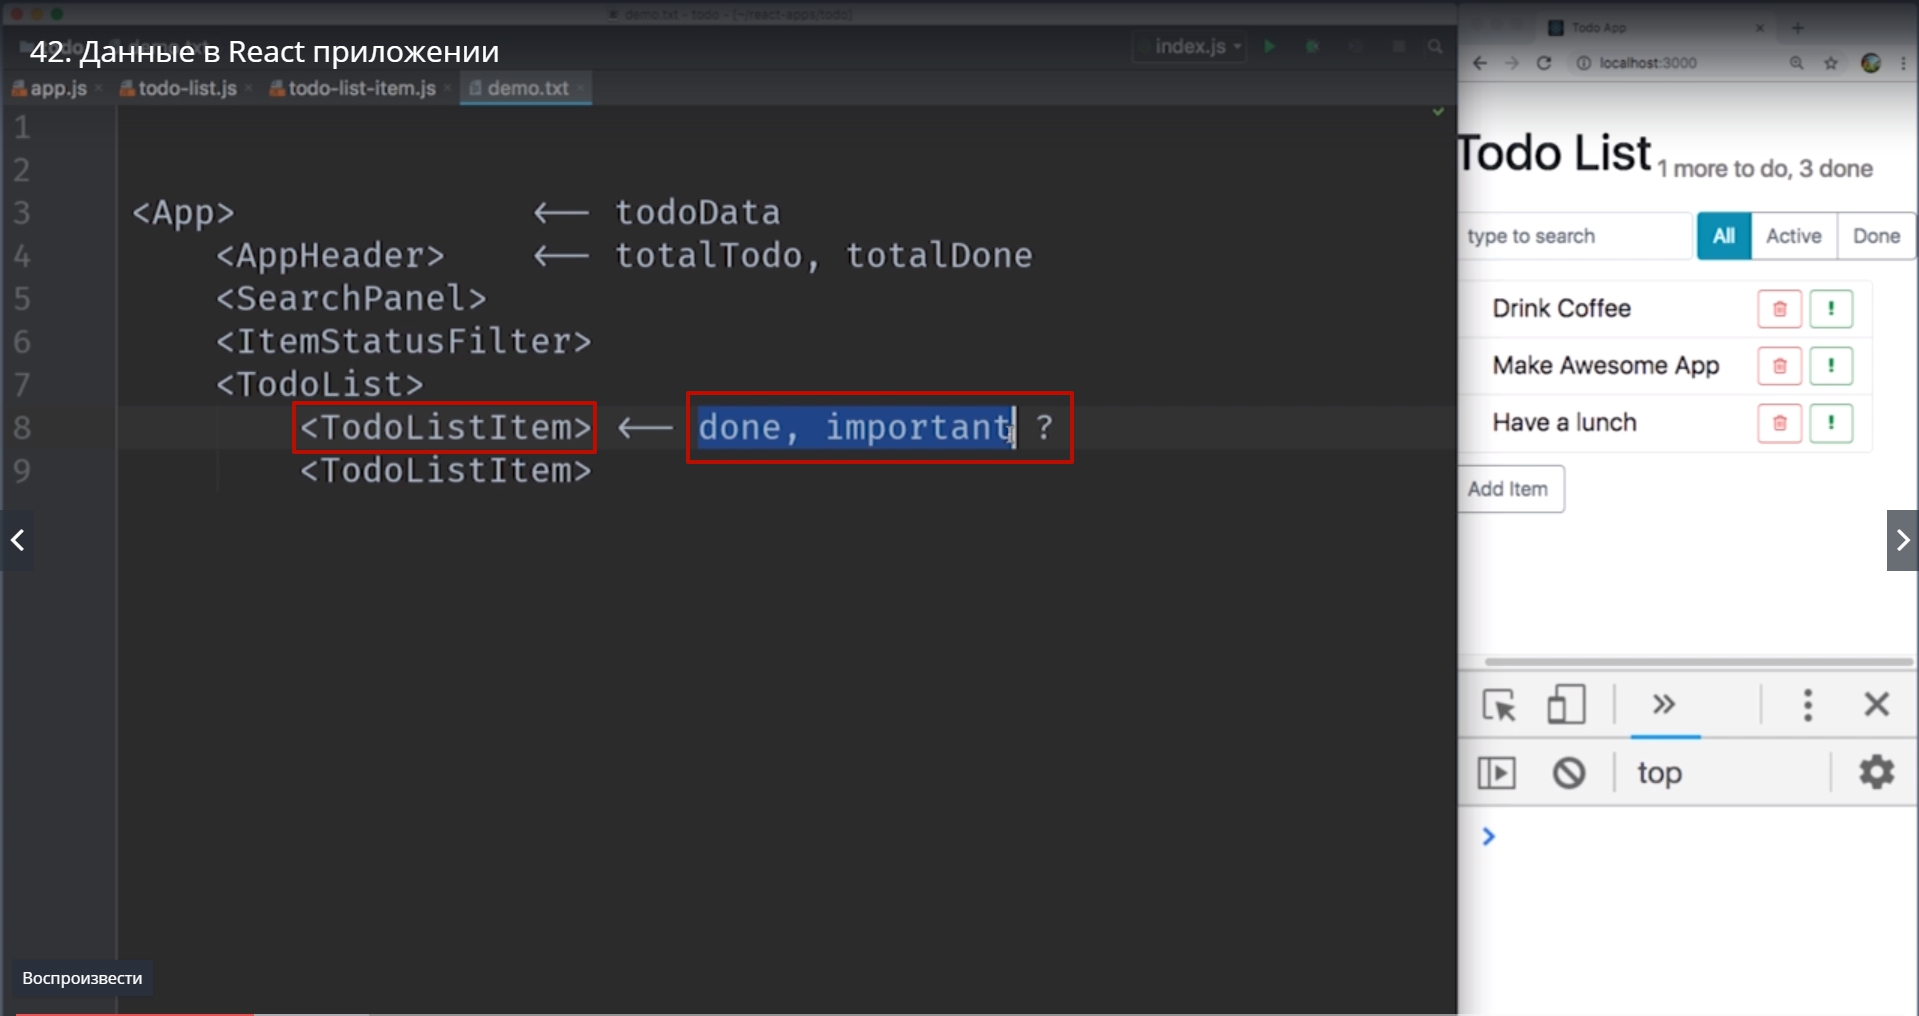 demo.txt - todo - [~/react-apps/todo]
42. Данные в React приложении
index.js
app.js
todo-list.js
todo-list-item.js
demo.txt
1
2
3 <App> ⟵ todoData
4 <AppHeader> ⟵ totalTodo, totalDone
5 <SearchPanel>
6 <ItemStatusFilter>
7 <TodoList>
8 <TodoListItem> ⟵ done, important ?
9 <TodoListItem>
Воспроизвести
Todo App
localhost:3000
Todo List 1 more to do, 3 done
type to search All Active Done
Drink Coffee
Make Awesome App
Have a lunch
Add Item
top